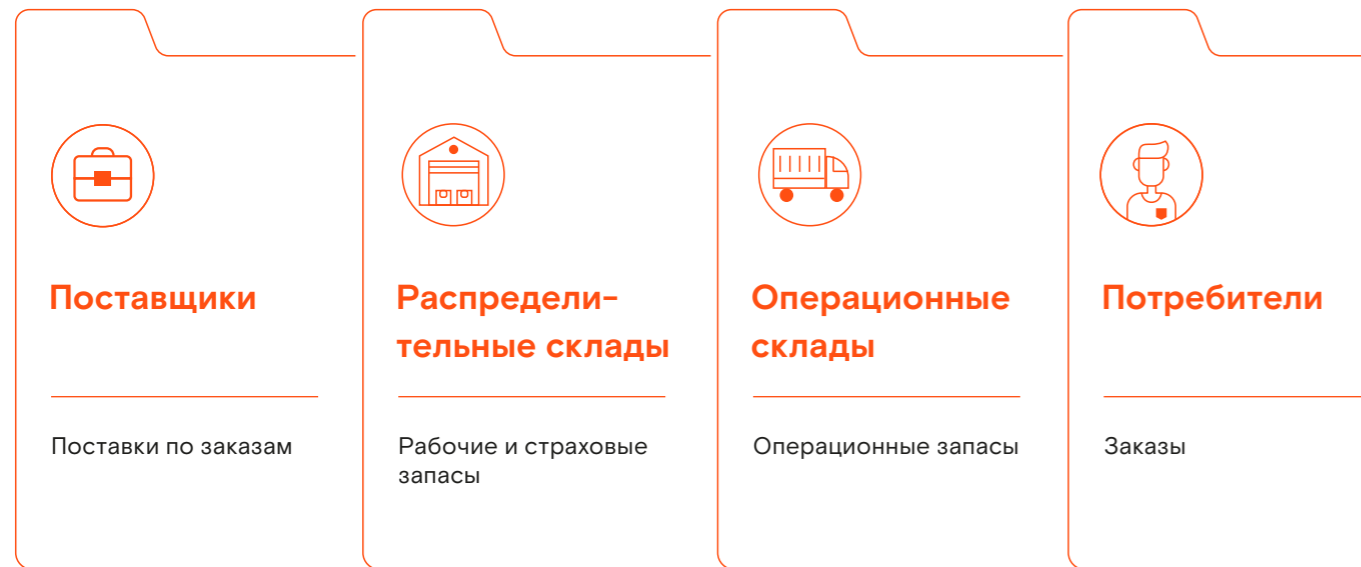 Поставщики
Поставки по заказам
Распредели-
тельные склады
Рабочие и страховые
запасы
Операционные
склады
Операционные запасы
Потребители
Заказы